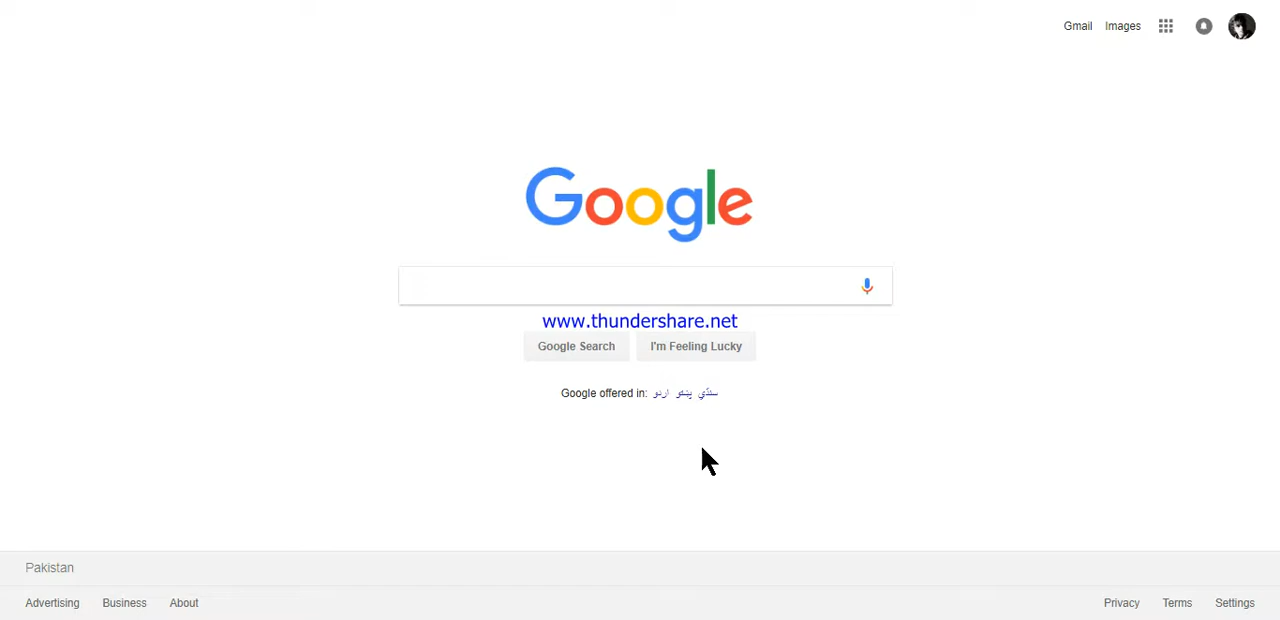 Gmail Images
Google
www.thundershare.net
Google Search I'm Feeling Lucky
Google offered in: اردو پښتو سنڌي
Pakistan
Advertising Business About Privacy Terms Settings